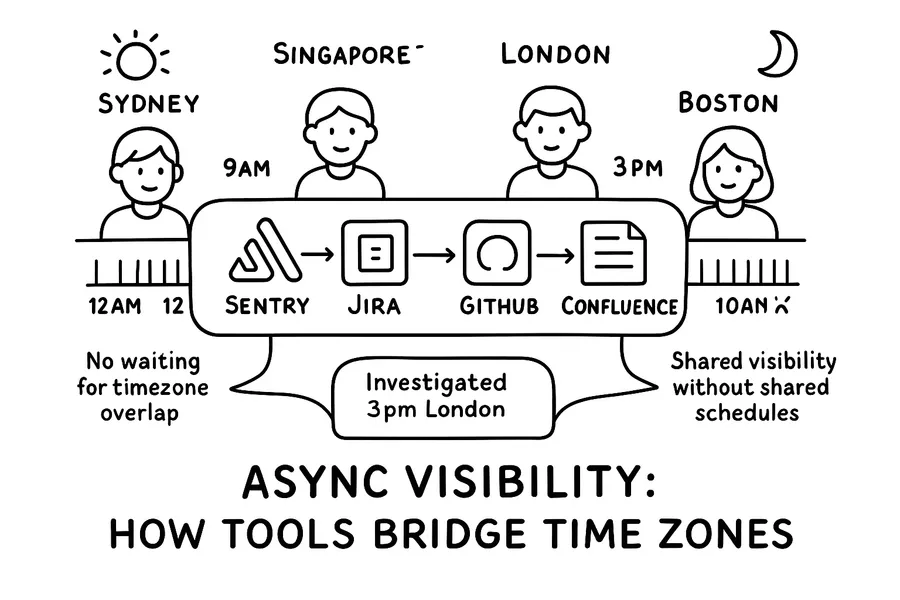 SINGAPORE
LONDON
SYDNEY
BOSTON
9AM
3PM
SENTRY
JIRA
GITHUB
CONFLUENCE
12AM
12
10AN
No waiting
for timezone
overlap
Investigated
3pm London
Shared visibility
without shared
schedules
ASYNC VISIBILITY:
HOW TOOLS BRIDGE TIME ZONES